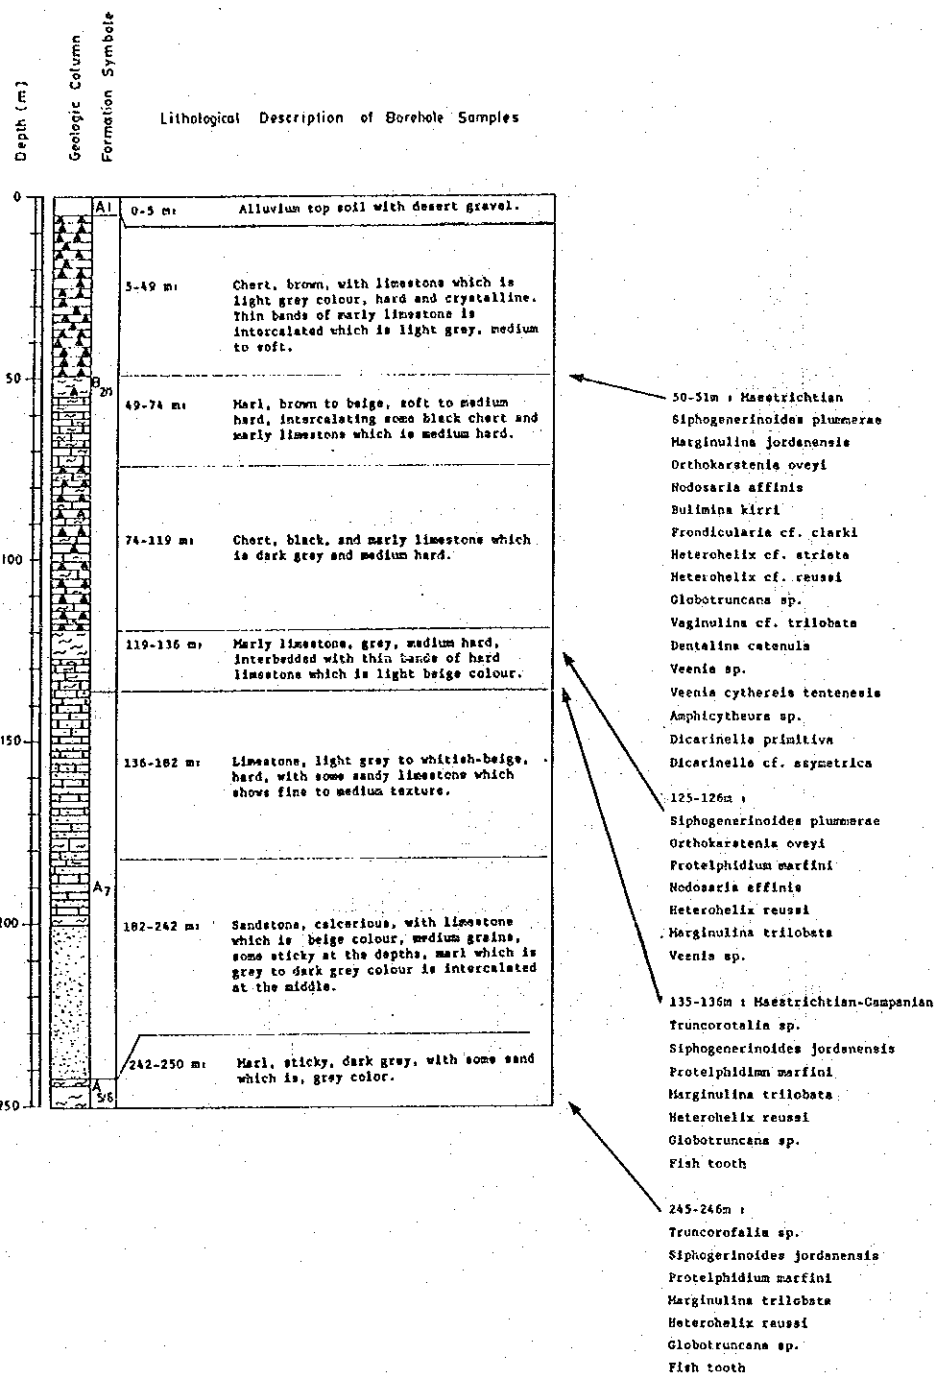 Depth (m)
Geologic Column
Formation Symbols
Lithological Description of Borehole Samples
0
50
100
150
200
250
Al
B2n
A7
A5/6
0-5 m: Alluvium top soil with desert gravel.
5-49 m: Chert, brown, with limestone which is
light grey colour, hard and crystalline.
Thin bands of marly limestone is
intercalated which is light grey, medium
to soft.
49-74 m: Marl, brown to beige, soft to medium
hard, intercalating some black chert and
marly limestone which is medium hard.
74-119 m: Chert, black, and marly limestone which
is dark grey and medium hard.
119-136 m: Marly limestone, grey, medium hard,
interbedded with thin bands of hard
limestone which is light beige colour.
136-182 m: Limestone, light grey to whitish-beige,
hard, with some sandy limestone which
shows fine to medium texture.
182-242 m: Sandstone, calcerious, with limestone
which is beige colour, medium grains,
some sticky at the depths, marl which is
grey to dark grey colour is intercalated
at the middle.
242-250 m: Marl, sticky, dark grey, with some sand
which is, grey color.
50-51m : Maestrichtian
Siphogenerinoides plummerae
Marginulina jordanensis
Orthokarstenia oveyi
Nodosaria affinis
Bulimina kirri
Frondicularia cf. clarki
Heterohelix cf. striata
Heterohelix cf. reussi
Globotruncana sp.
Vaginulina cf. trilobata
Dentalina catenula
Veenia sp.
Veenia cythereis tentenesis
Amphicytheura sp.
Dicarinella primitiva
Dicarinella cf. asymetrica
125-126m :
Siphogenerinoides plummerae
Orthokarstenia oveyi
Protelphidium marfini
Nodosaria affinis
Heterohelix reussi
Marginulina trilobata
Veenia sp.
135-136m : Maestrichtian-Campanian
Truncorotalia sp.
Siphogenerinoides jordanensis
Protelphidimn marfini
Marginulina trilobata
Heterohelix reussi
Globotruncana sp.
Fish tooth
245-246m :
Truncorofalia sp.
Siphogerinoides jordanensis
Protelphidium marfini
Marginulina trilobata
Heterohelix reussi
Globotruncana sp.
Fish tooth